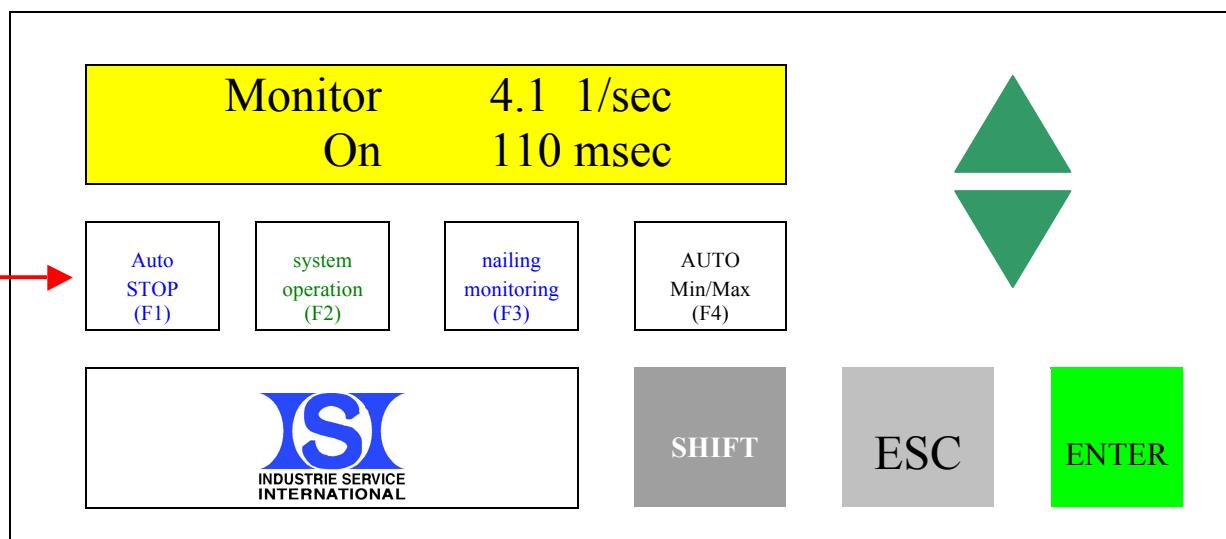 Monitor 4.1 1/sec
On 110 msec
Auto
STOP
(F1)
system
operation
(F2)
nailing
monitoring
(F3)
AUTO
Min/Max
(F4)
ISI
INDUSTRIE SERVICE
INTERNATIONAL
SHIFT
ESC
ENTER